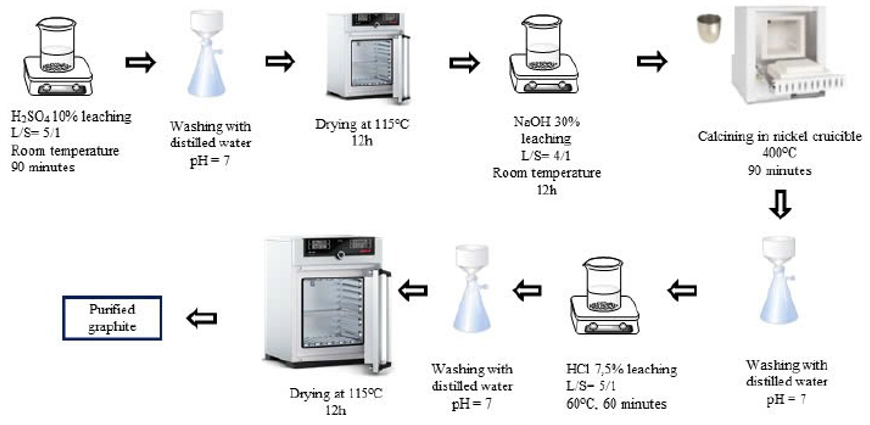 H₂SO₄ 10% leaching
L/S= 5/1
Room temperature
90 minutes
Washing with
distilled water
pH = 7
Drying at 115°C
12h
NaOH 30%
leaching
L/S= 4/1
Room temperature
12h
Calcining in nickel cruicible
400°C
90 minutes
Washing with
distilled water
pH = 7
HCl 7,5% leaching
L/S= 5/1
60°C, 60 minutes
Washing with
distilled water
pH = 7
Drying at 115°C
12h
Purified
graphite